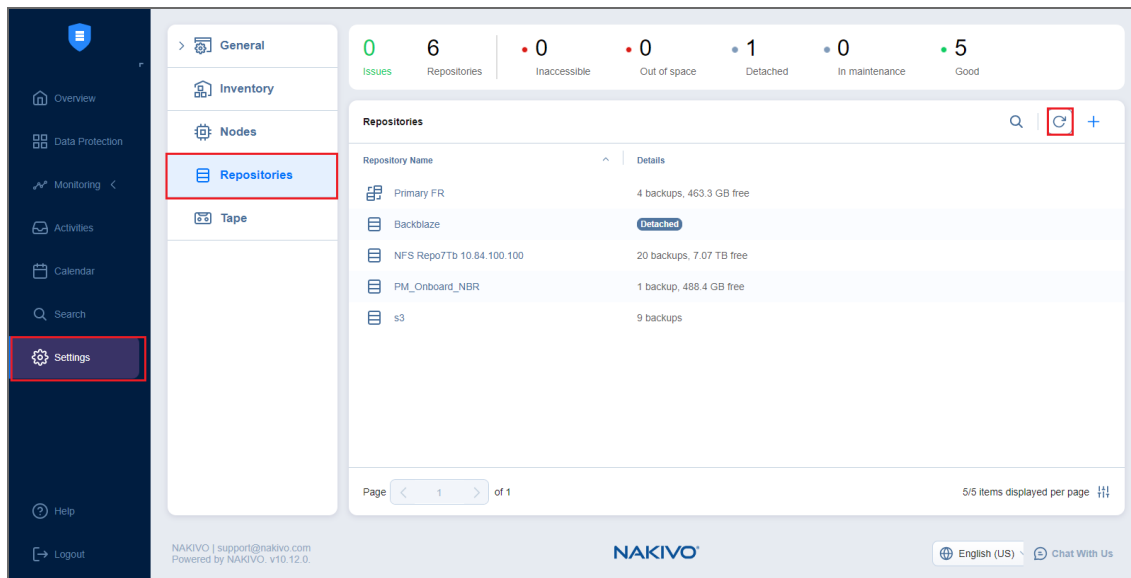 Overview
Data Protection
Monitoring
Activities
Calendar
Search
Settings
Help
Logout
General
Inventory
Nodes
Repositories
Tape
0
Issues
6
Repositories
0
Inaccessible
0
Out of space
1
Detached
0
In maintenance
5
Good
Repositories
Repository Name Details
Primary FR 4 backups, 463.3 GB free
Backblaze Detached
NFS Repo7Tb 10.84.100.100 20 backups, 7.07 TB free
PM_Onboard_NBR 1 backup, 488.4 GB free
s3 9 backups
Page 1 of 1 5/5 items displayed per page
NAKIVO | support@nakivo.com
Powered by NAKIVO. v10.12.0.
NAKIVO®
English (US) Chat With Us